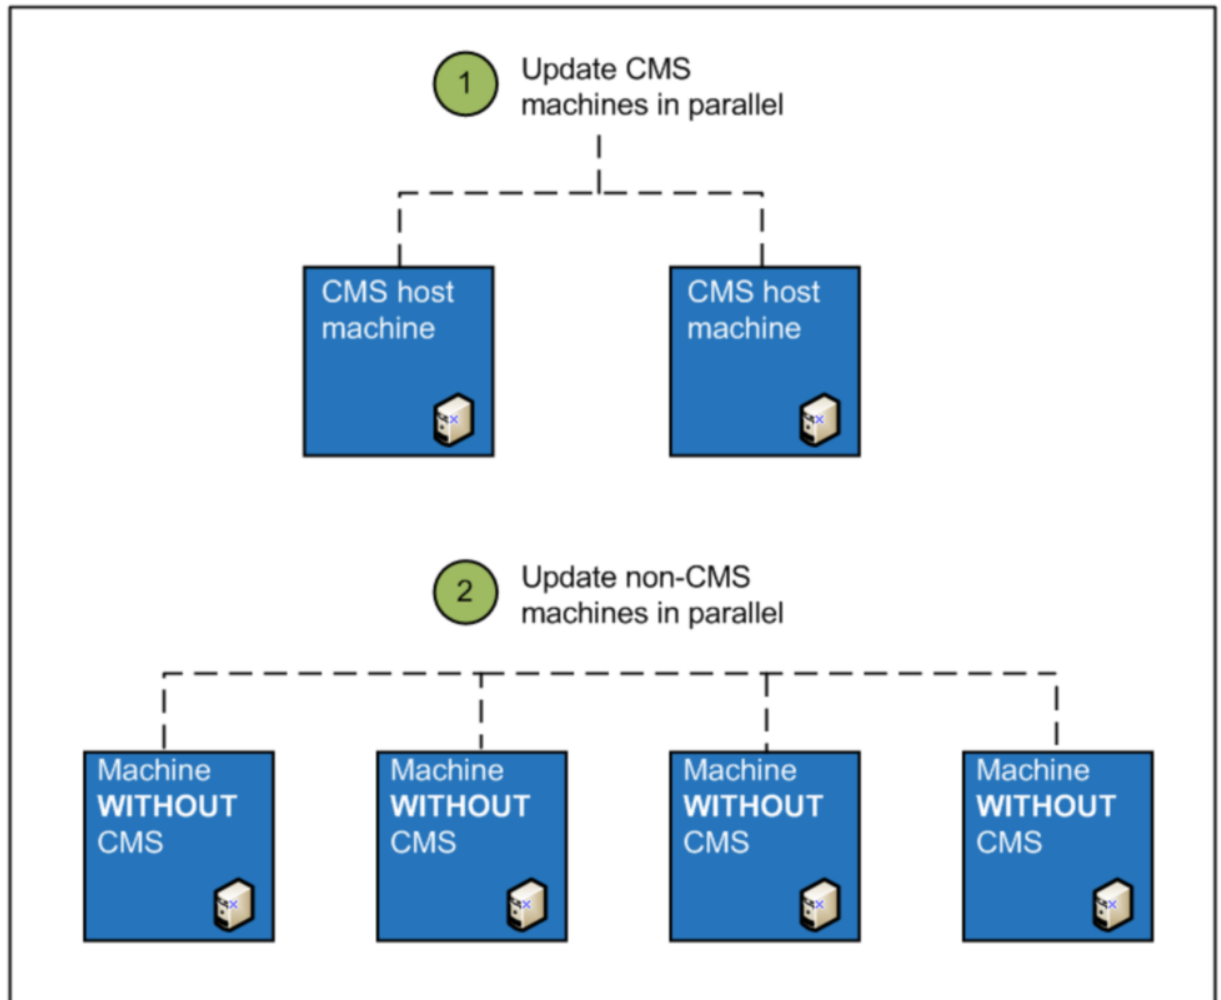 1
Update CMS
machines in parallel
CMS host
machine
CMS host
machine
2
Update non-CMS
machines in parallel
Machine
WITHOUT
CMS
Machine
WITHOUT
CMS
Machine
WITHOUT
CMS
Machine
WITHOUT
CMS